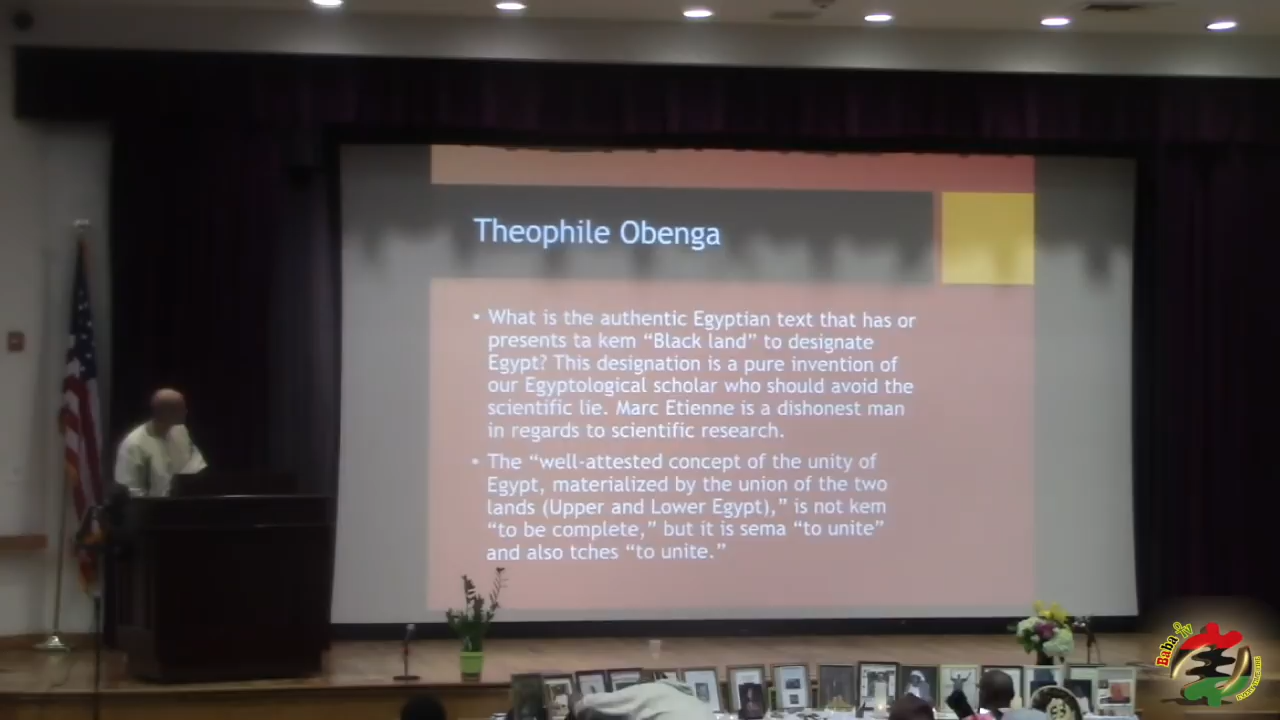 Theophile Obenga
• What is the authentic Egyptian text that has or
presents ta kem “Black land” to designate
Egypt? This designation is a pure invention of
our Egyptological scholar who should avoid the
scientific lie. Marc Etienne is a dishonest man
in regards to scientific research.
• The “well-attested concept of the unity of
Egypt, materialized by the union of the two
lands (Upper and Lower Egypt),” is not kem
“to be complete,” but it is sema “to unite”
and also tches “to unite.”
Baba
TV